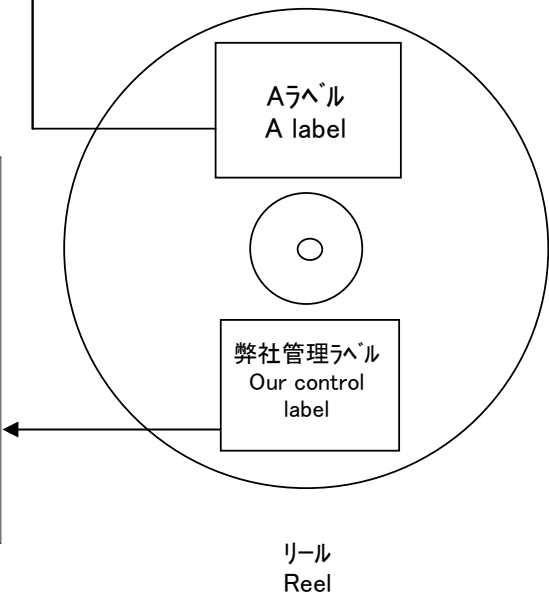 Aﾗﾍﾞﾙ
A label
弊社管理ﾗﾍﾞﾙ
Our control
label
ﾘｰﾙ
Reel